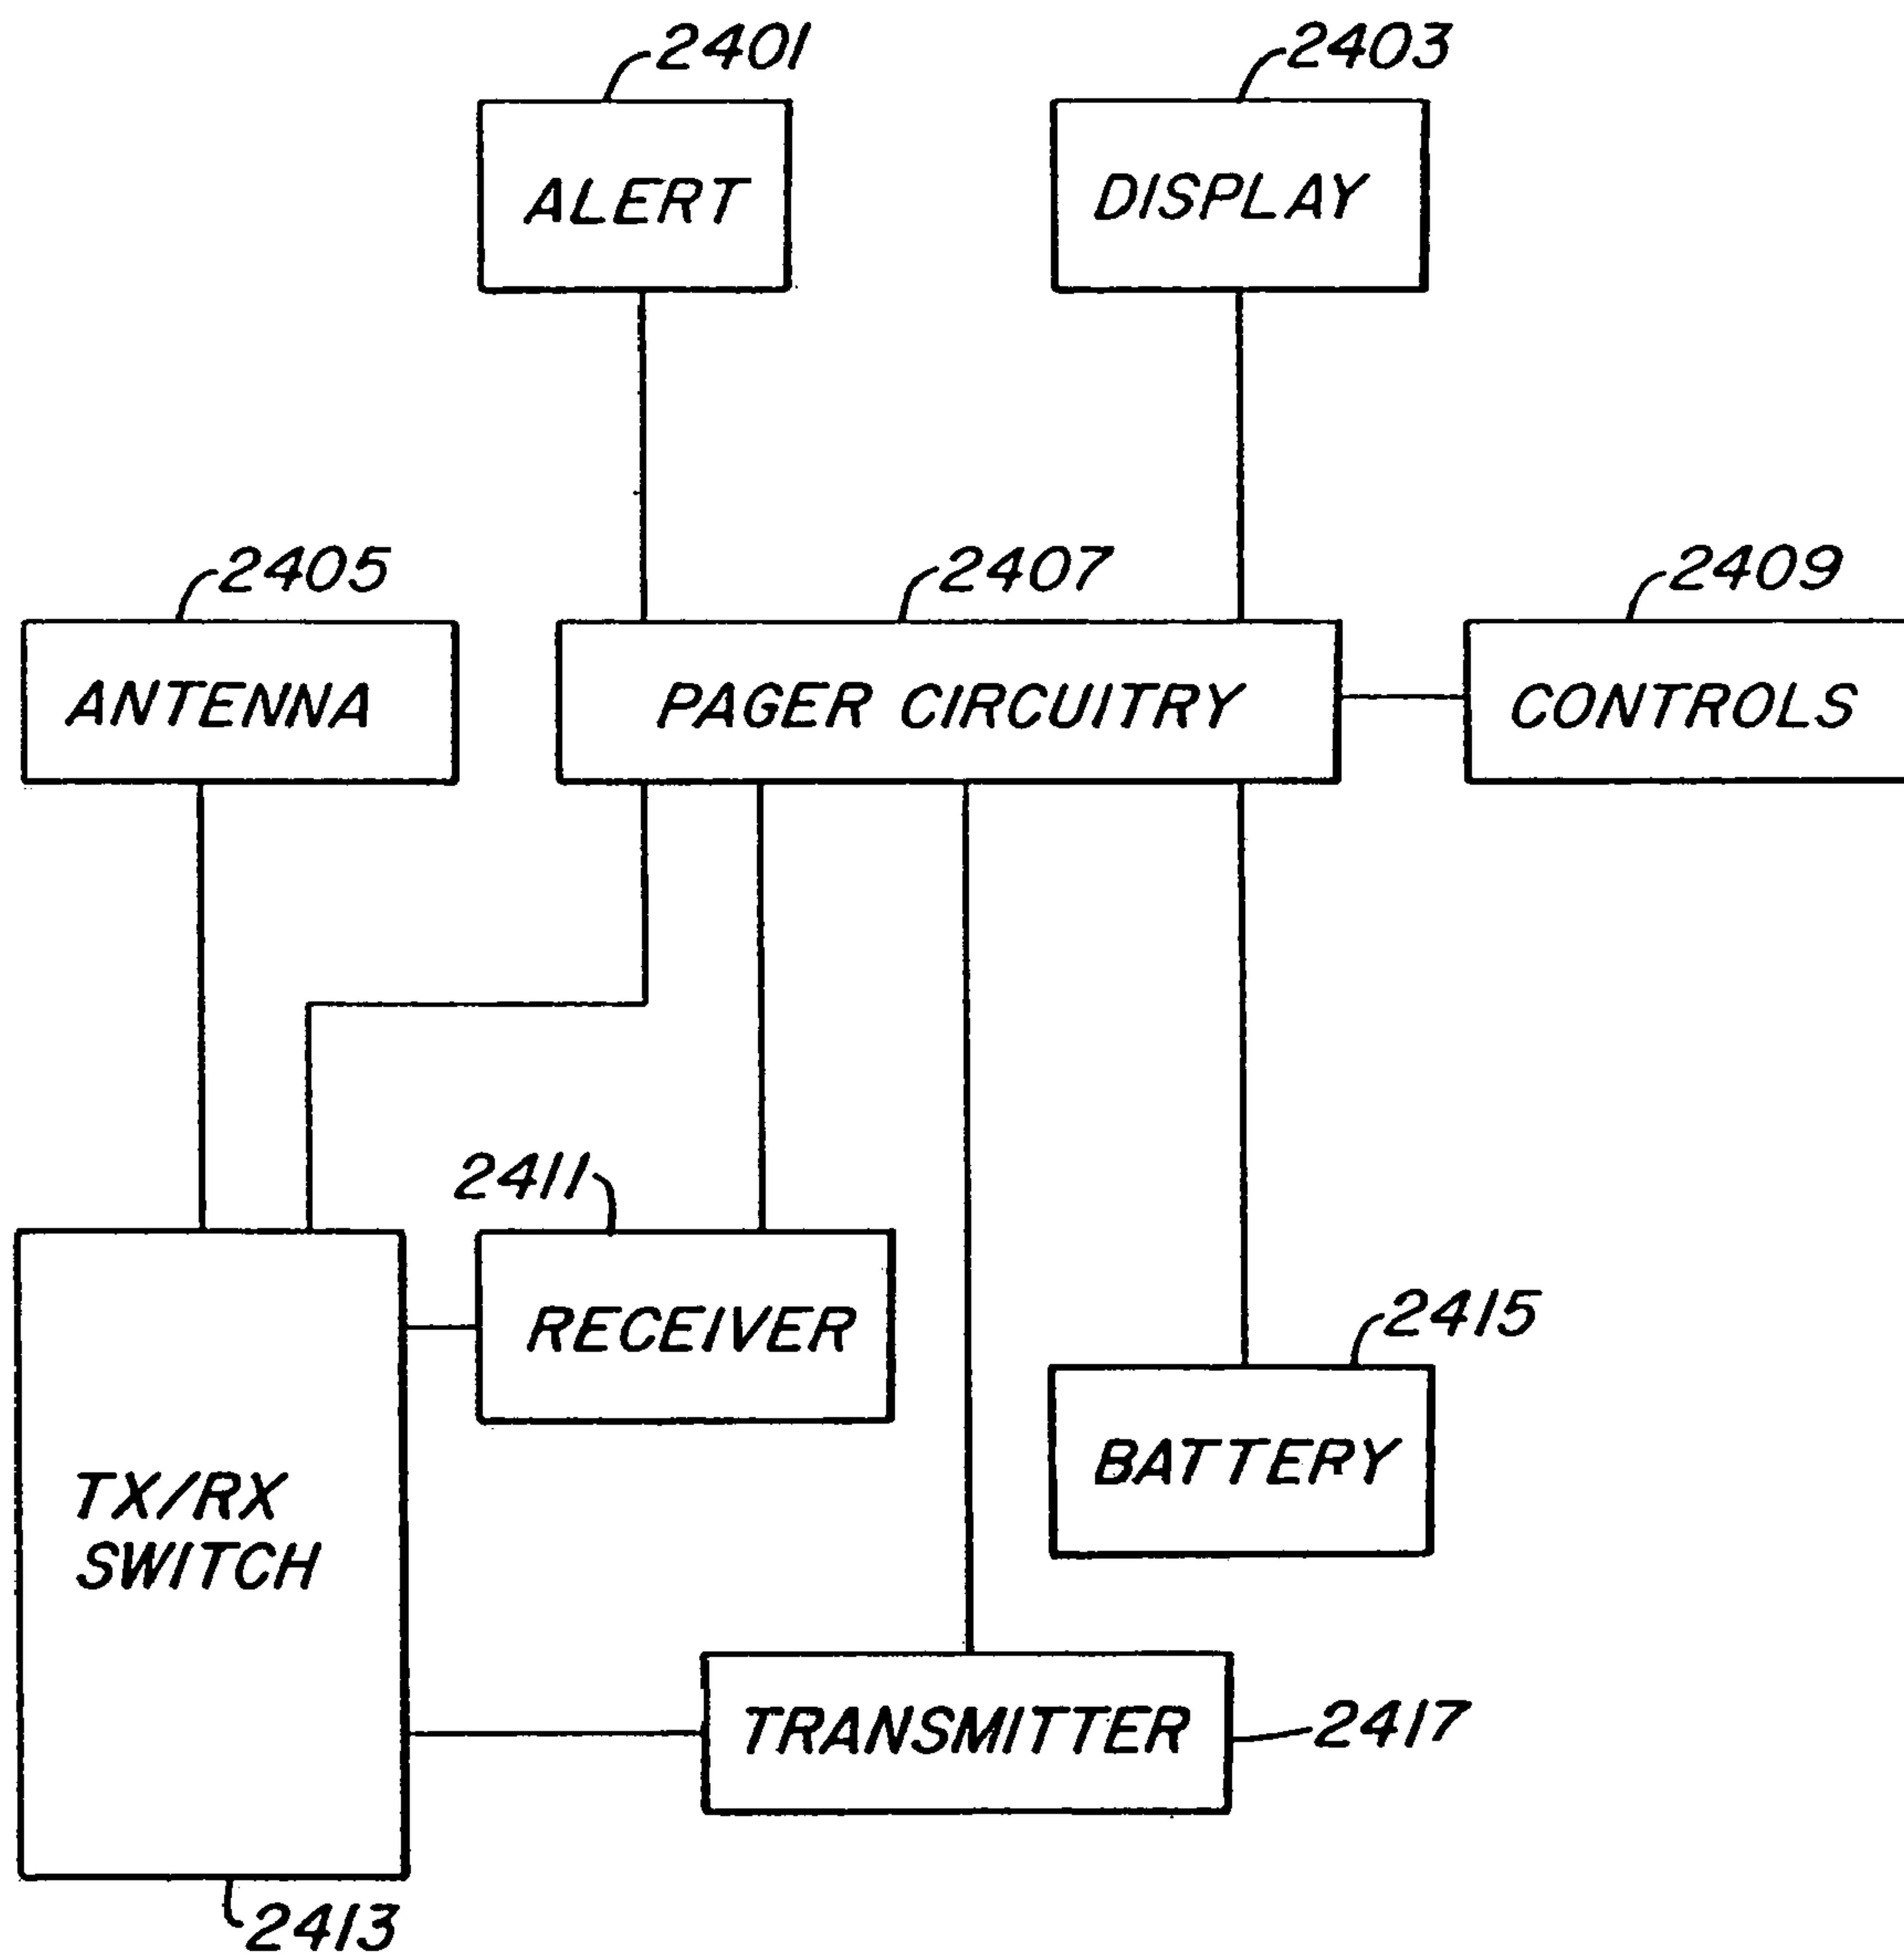 2401
2403
ALERT
DISPLAY
2405
2407
2409
ANTENNA
PAGER CIRCUITRY
CONTROLS
2411
RECEIVER
2415
BATTERY
TX/RX
SWITCH
TRANSMITTER
2417
2413